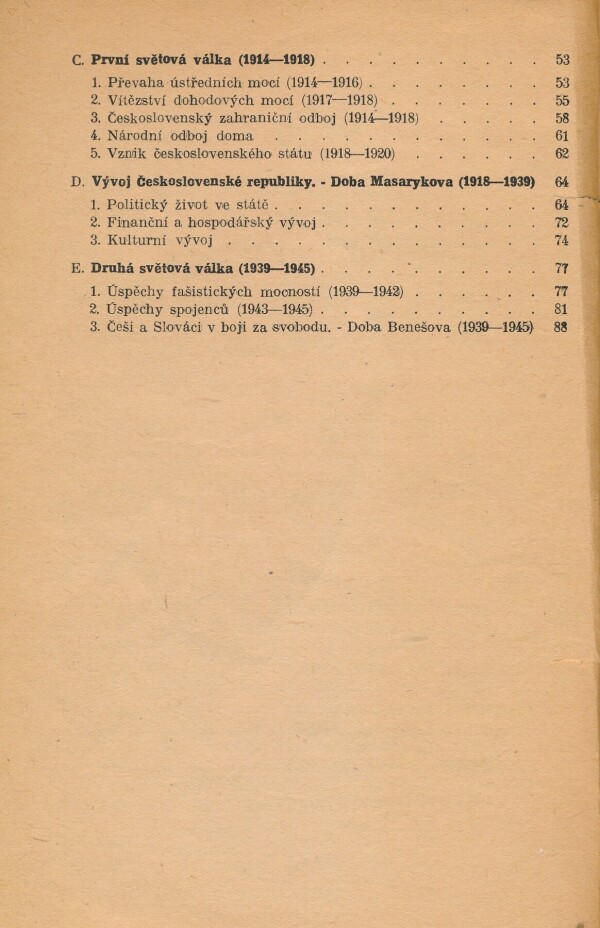 C. První světová válka (1914—1918) . . . . . . . . . . 53
1. Převaha ústředních mocí (1914—1916) . . . . . . . 53
2. Vítězství dohodových mocí (1917—1918) . . . . . . 55
3. Československý zahraniční odboj (1914—1918) . . . . . 58
4. Národní odboj doma . . . . . . . . . . . 61
5. Vznik československého státu (1918—1920) . . . . . . 62
D. Vývoj Československé republiky. - Doba Masarykova (1918—1939) 64
1. Politický život ve státě . . . . . . . . . . . 64
2. Finanční a hospodářský vývoj . . . . . . . . . 72
3. Kulturní vývoj . . . . . . . . . . . . . 74
E. Druhá světová válka (1939—1945) . . . . . . . . . . 77
1. Úspěchy fašistických mocností (1939—1942) . . . . . . 77
2. Úspěchy spojenců (1943—1945) . . . . . . . . . 81
3. Češi a Slováci v boji za svobodu. - Doba Benešova (1939—1945) 88